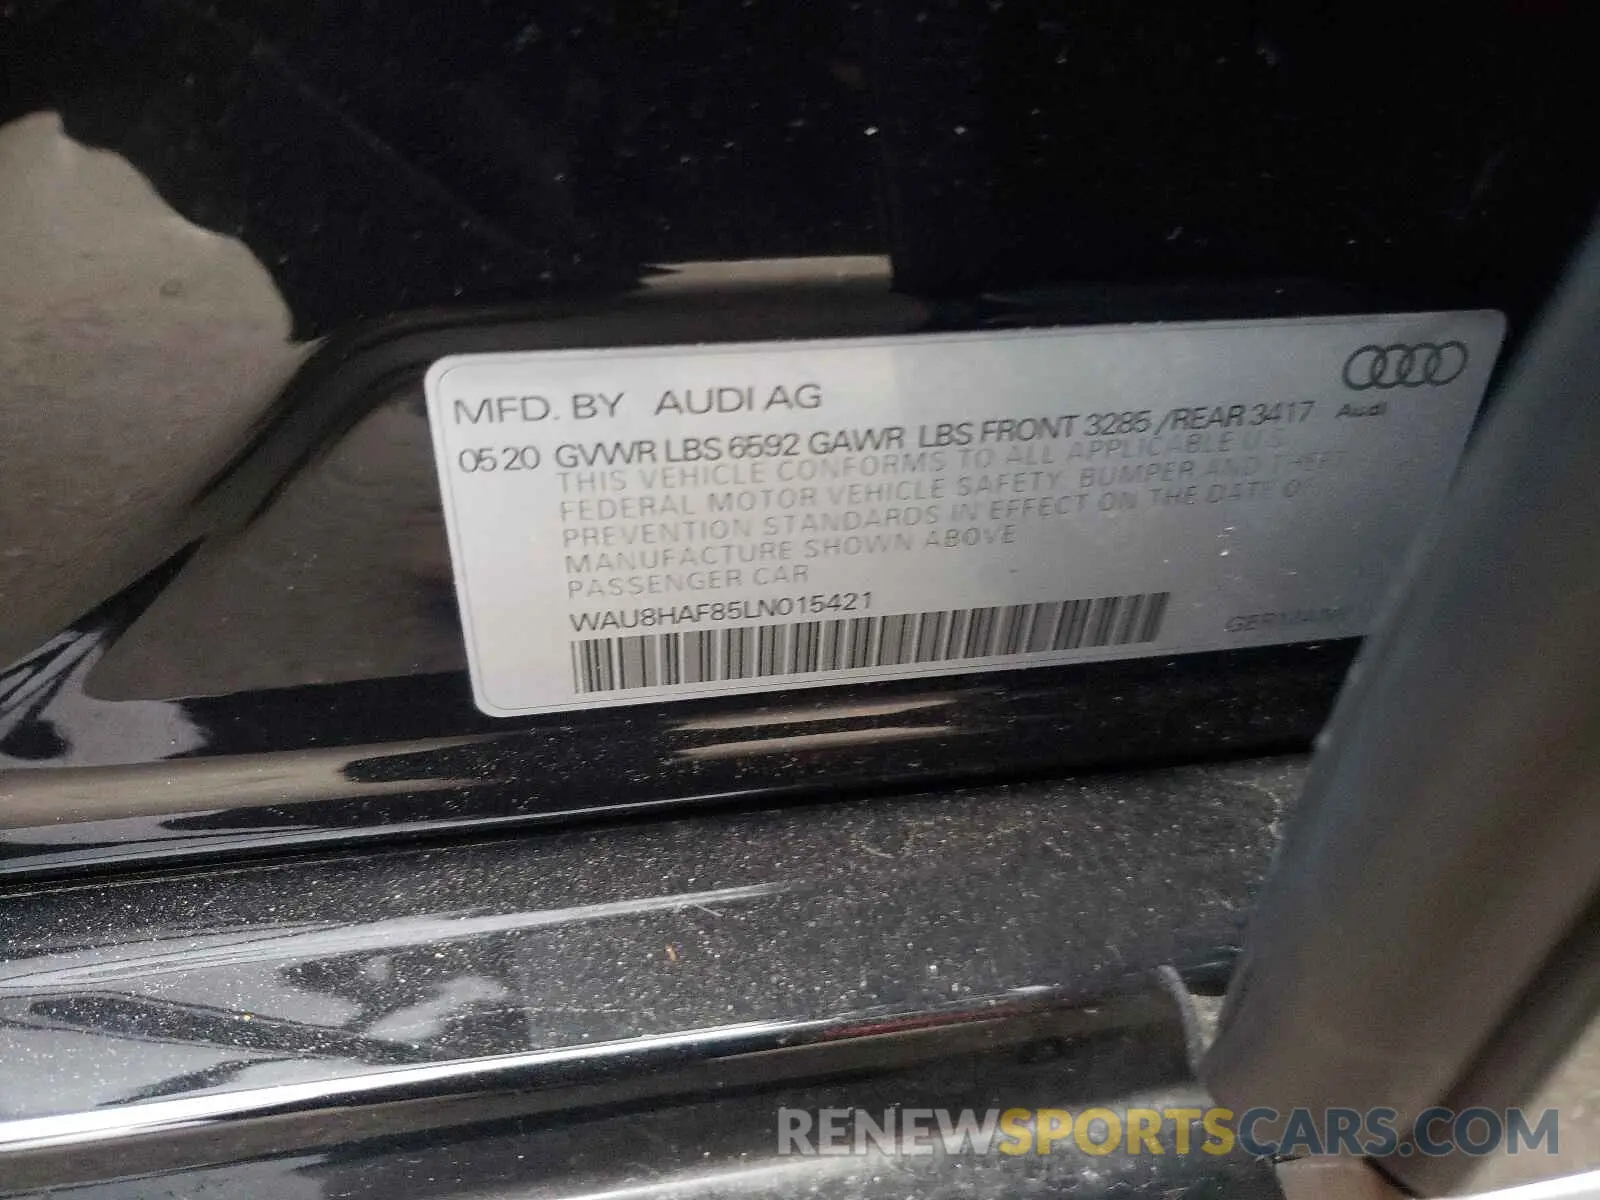 MFD. BY AUDI AG
Audi
05 20 GVWR LBS 6592 GAWR LBS FRONT 3285 / REAR 3417
THIS VEHICLE CONFORMS TO ALL APPLICABLE U.S.
FEDERAL MOTOR VEHICLE SAFETY, BUMPER AND THEFT
PREVENTION STANDARDS IN EFFECT ON THE DATE OF
MANUFACTURE SHOWN ABOVE
PASSENGER CAR
WAU8HAF85LN015421
GERMANY
RENEWSPORTSCARS.COM